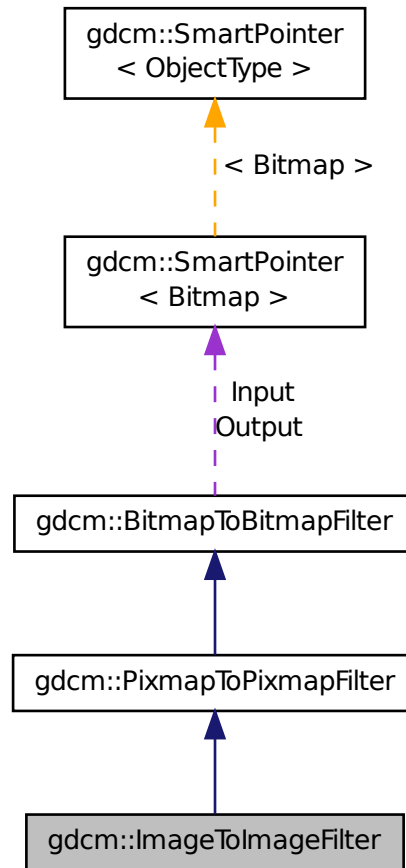 gdcm::SmartPointer
< ObjectType >
< Bitmap >
gdcm::SmartPointer
< Bitmap >
Input
Output
gdcm::BitmapToBitmapFilter
gdcm::PixmapToPixmapFilter
gdcm::ImageToImageFilter